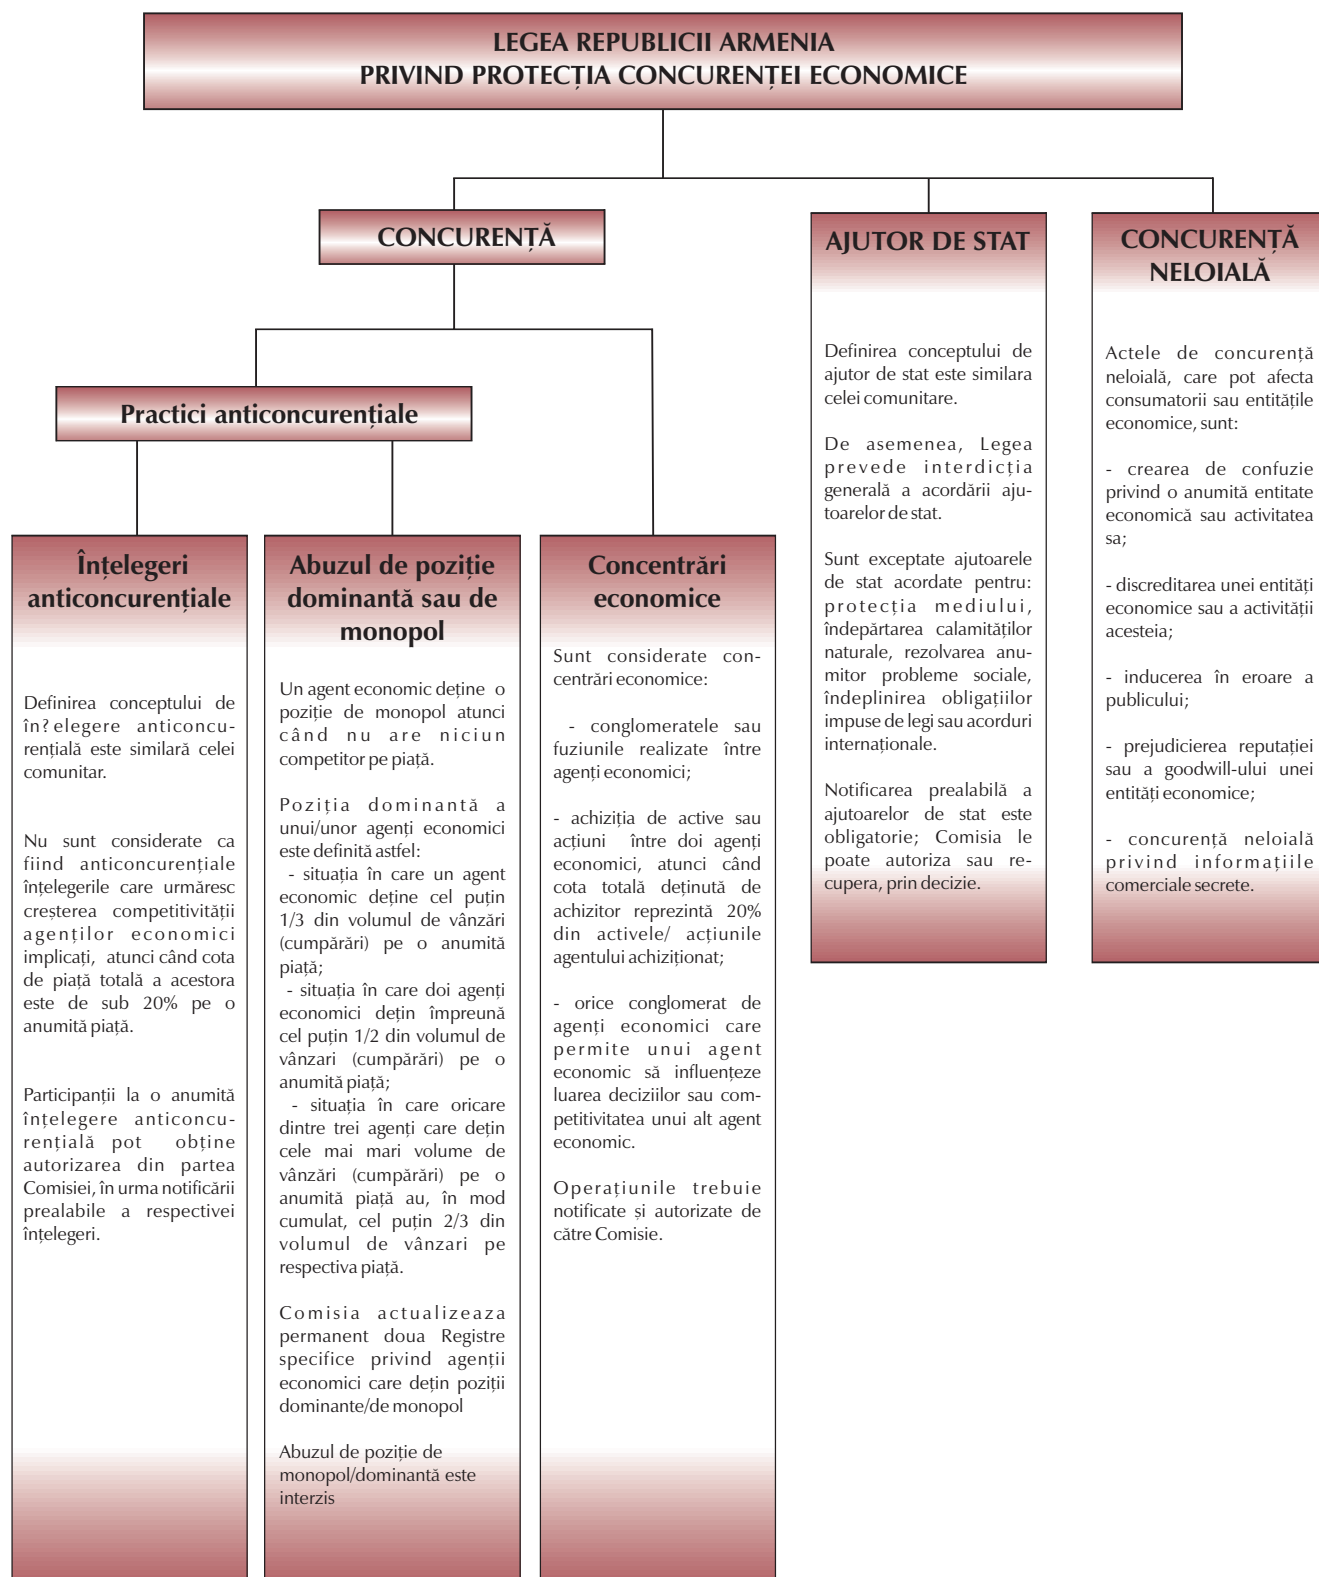 LEGEA REPUBLICII ARMENIA
PRIVIND PROTECȚIA CONCURENȚEI ECONOMICE
CONCURENȚĂ
Practici anticoncurențiale
Înțelegeri
anticoncurențiale
Definirea conceptului de
în?elegere anticoncu-
rențială este similară celei
comunitar.
Nu sunt considerate ca
fiind anticoncurențiale
înțelegerile care urmăresc
creșterea competitivității
agenților economici
implicați, atunci când cota
de piață totală a acestora
este de sub 20% pe o
anumită piață.
Participanții la o anumită
înțelegere anticoncu-
rențială pot obține
autorizarea din partea
Comisiei, în urma notificării
prealabile a respectivei
înțelegeri.
Abuzul de poziție
dominantă sau de
monopol
Un agent economic deține o
poziție de monopol atunci
când nu are niciun
competitor pe piață.
Poziția dominantă a
unui/unor agenți economici
este definită astfel:
- situația în care un agent
economic deține cel puțin
1/3 din volumul de vânzări
(cumpărări) pe o anumită
piață;
- situația în care doi agenți
economici dețin împreună
cel puțin 1/2 din volumul de
vânzari (cumpărări) pe o
anumită piață;
- situația în care oricare
dintre trei agenți care dețin
cele mai mari volume de
vânzări (cumpărări) pe o
anumită piață au, în mod
cumulat, cel puțin 2/3 din
volumul de vânzari pe
respectiva piață.
Comisia actualizeaza
permanent doua Registre
specifice privind agenții
economici care dețin poziții
dominante/de monopol
Abuzul de poziție de
monopol/dominantă este
interzis
Concentrări
economice
Sunt considerate con-
centrări economice:
- conglomeratele sau
fuziunile realizate între
agenți economici;
- achiziția de active sau
acțiuni între doi agenți
economici, atunci când
cota totală deținută de
achizitor reprezintă 20%
din activele/ acțiunile
agentului achiziționat;
- orice conglomerat de
agenți economici care
permite unui agent
economic să influențeze
luarea deciziilor sau com-
petitivitatea unui alt agent
economic.
Operațiunile trebuie
notificate și autorizate de
către Comisie.
AJUTOR DE STAT
Definirea conceptului de
ajutor de stat este similara
celei comunitare.
De asemenea, Legea
prevede interdicția
generală a acordării aju-
toarelor de stat.
Sunt exceptate ajutoarele
de stat acordate pentru:
protecția mediului,
îndepărtarea calamităților
naturale, rezolvarea anu-
mitor probleme sociale,
îndeplinirea obligațiilor
impuse de legi sau acorduri
internaționale.
Notificarea prealabilă a
ajutoarelor de stat este
obligatorie; Comisia le
poate autoriza sau re-
cupera, prin decizie.
CONCURENȚĂ
NELOIALĂ
Actele de concurență
neloială, care pot afecta
consumatorii sau entitățile
economice, sunt:
- crearea de confuzie
privind o anumită entitate
economică sau activitatea
sa;
- discreditarea unei entități
economice sau a activității
acesteia;
- inducerea în eroare a
publicului;
- prejudicierea reputației
sau a goodwill-ului unei
entități economice;
- concurență neloială
privind informațiile
comerciale secrete.